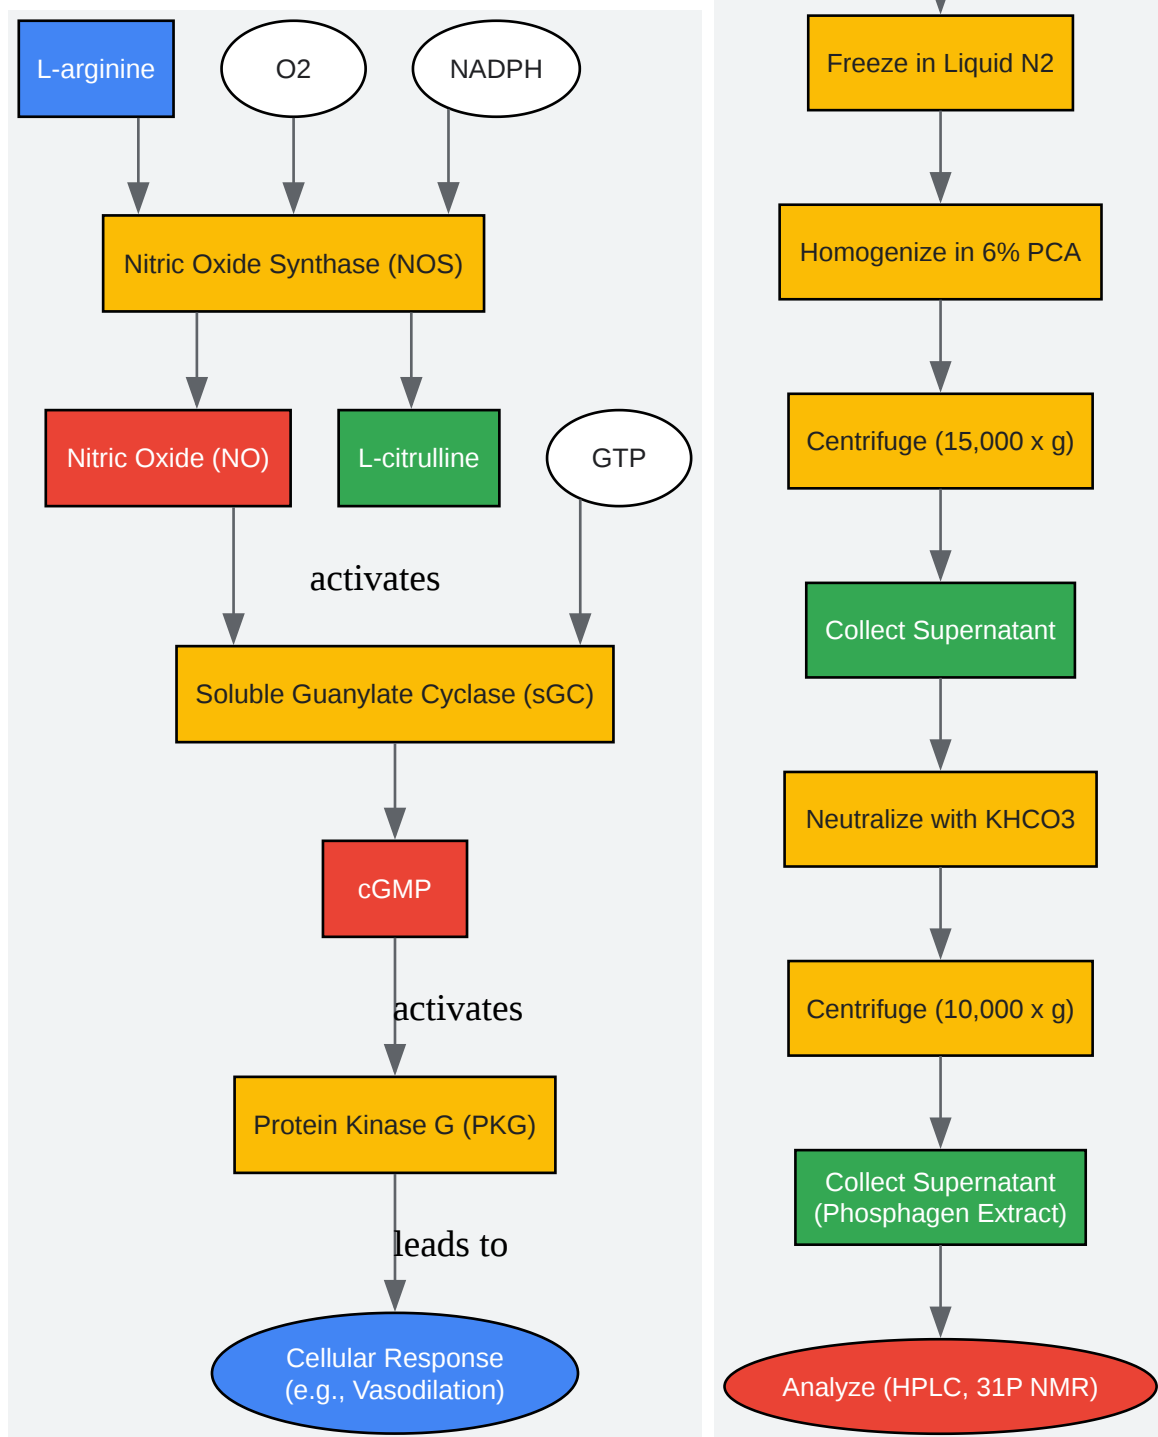 L-arginine
O2
NADPH
Nitric Oxide Synthase (NOS)
Nitric Oxide (NO)
L-citrulline
GTP
activates
Soluble Guanylate Cyclase (sGC)
cGMP
activates
Protein Kinase G (PKG)
leads to
Cellular Response
(e.g., Vasodilation)
Freeze in Liquid N2
Homogenize in 6% PCA
Centrifuge (15,000 x g)
Collect Supernatant
Neutralize with KHCO3
Centrifuge (10,000 x g)
Collect Supernatant
(Phosphagen Extract)
Analyze (HPLC, 31P NMR)